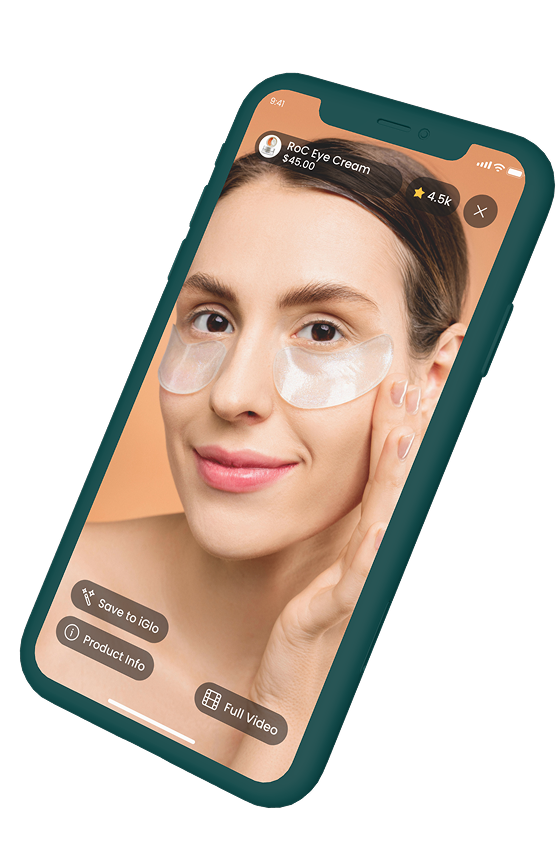 9:41
RoC Eye Cream
$45.00
4.5k
Save to iGlo
Product Info
Full Video